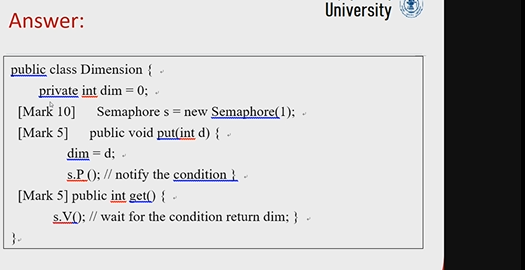 University
Answer:
public class Dimension {
private int dim = 0;
[Mark 10] Semaphore s = new Semaphore(1);
[Mark 5] public void put(int d) {
dim = d;
s.P (); // notify the condition }
[Mark 5] public int get() {
s.V(); // wait for the condition return dim; }
}